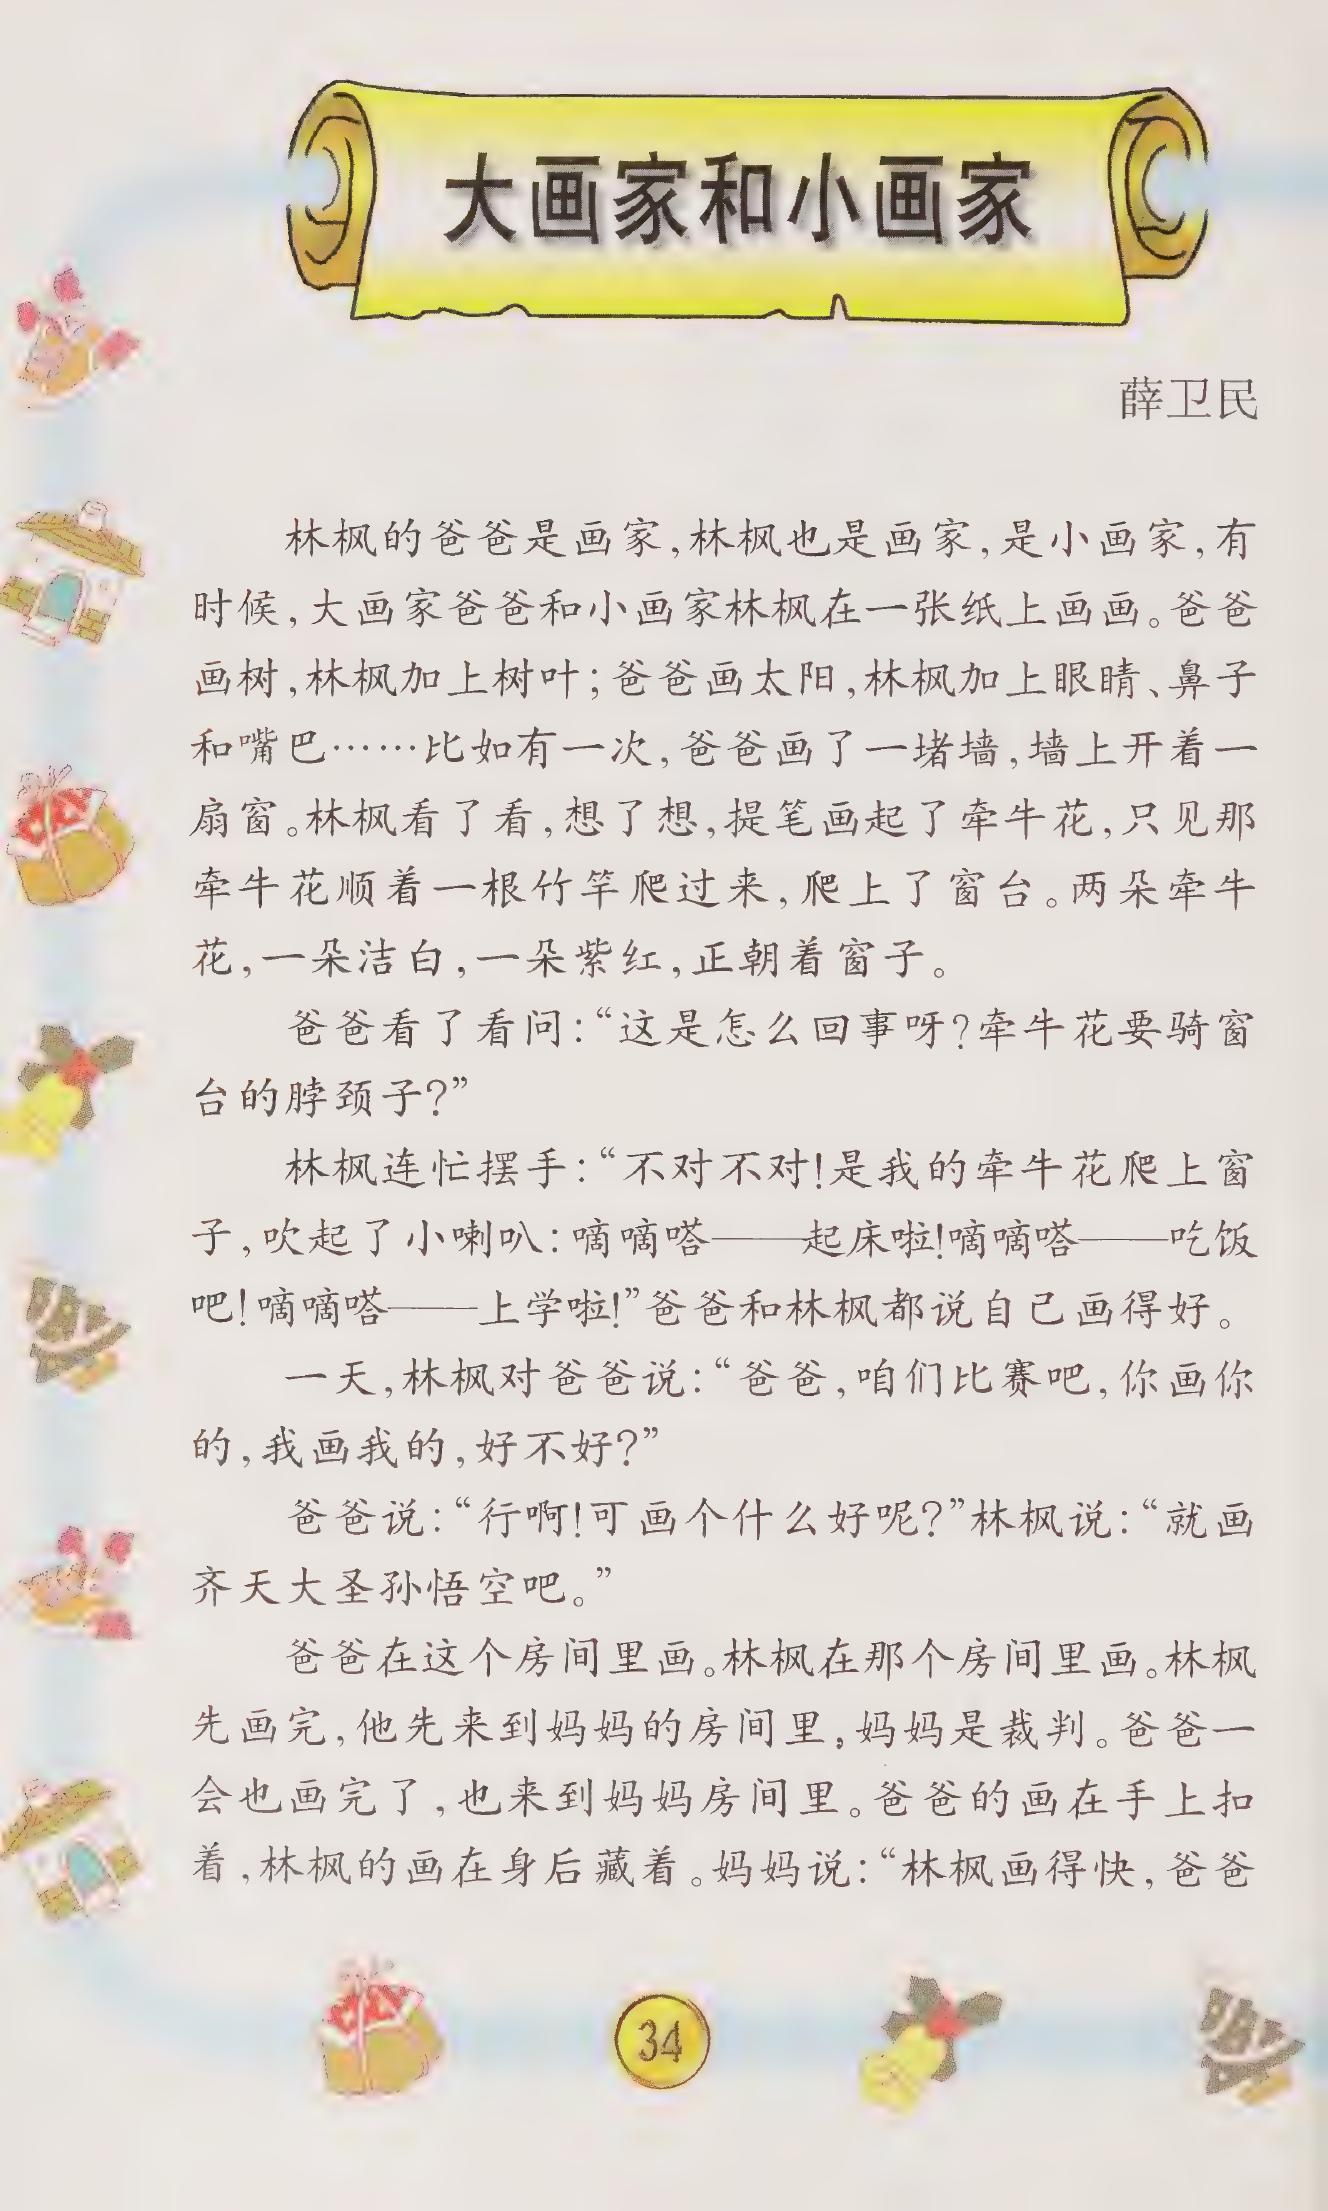 大画家和小画家
薛卫民
林枫的爸爸是画家,林枫也是画家,是小画家,有
时候,大画家爸爸和小画家林枫在一张纸上画画。爸爸
画树,林枫加上树叶;爸爸画太阳,林枫加上眼睛、鼻子
和嘴巴……比如有一次,爸爸画了一堵墙,墙上开着一
扇窗。林枫看了看,想了想,提笔画起了牵牛花,只见那
牵牛花顺着一根竹竿爬过来,爬上了窗台。两朵牵牛
花,一朵洁白,一朵紫红,正朝着窗子。
爸爸看了看问:“这是怎么回事呀?牵牛花要骑窗
台的脖颈子?”
林枫连忙摆手:“不对不对!是我的牵牛花爬上窗
子,吹起了小喇叭:嘀嘀嗒——起床啦!嘀嘀嗒——吃饭
吧!嘀嘀嗒——上学啦!”爸爸和林枫都说自己画得好。
一天,林枫对爸爸说:“爸爸,咱们比赛吧,你画你
的,我画我的,好不好?”
爸爸说:“行啊!可画个什么好呢?”林枫说:“就画
齐天大圣孙悟空吧。”
爸爸在这个房间里画。林枫在那个房间里画。林枫
先画完,他先来到妈妈的房间里,妈妈是裁判。爸爸一
会也画完了,也来到妈妈房间里。爸爸的画在手上扣
着,林枫的画在身后藏着。妈妈说:“林枫画得快,爸爸
34